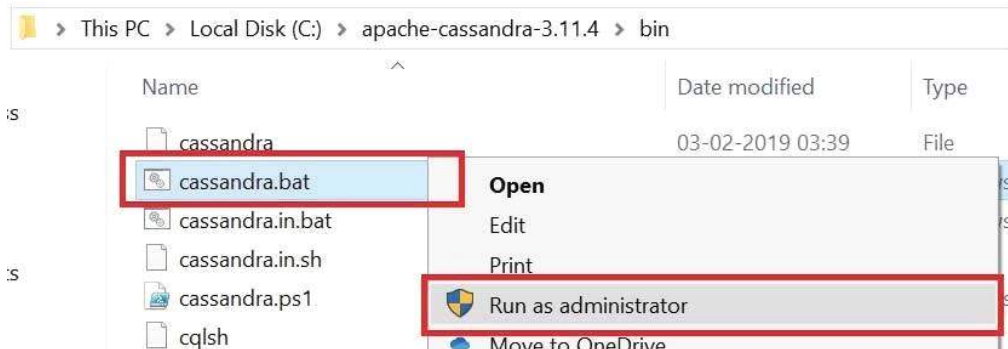 > This PC > Local Disk (C:) > apache-cassandra-3.11.4 > bin
Name Date modified Type
cassandra 03-02-2019 03:39 File
cassandra.bat
Open
cassandra.in.bat
Edit
cassandra.in.sh
Print
cassandra.ps1
Run as administrator
cqlsh
Move to OneDrive